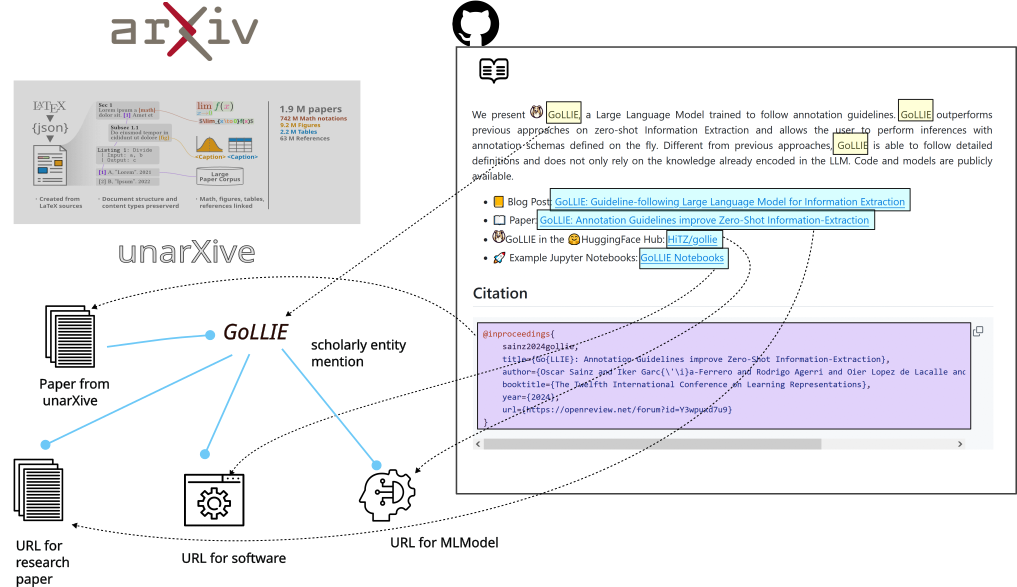 arXiv
LATEX
{json}
Sec 1
Lorem ipsum a [math]
dolor sit. [1] Amet et
Subsec 1.1
Do eiusmod tempor in
cididunt ut dolore [fig]
Listing 1: Divide
| Input: a, b
| Output: c
[1] A, "Lorem", 2021
[2] B, "Ipsum", 2022
lim f(x)
<Caption> <Caption>
Large
Paper Corpus
1.9 M papers
742 M Math notations
9.2 M Figures
2.2 M Tables
63 M References
· Created from
LaTeX sources
· Document structure and
content types preserverd
· Math, figures, tables,
references linked
unarXive
We present GoLLIE, a Large Language Model trained to follow annotation guidelines. GoLLIE outperforms
previous approaches on zero-shot Information Extraction and allows the user to perform inferences with
annotation schemas defined on the fly. Different from previous approaches, GoLLIE is able to follow detailed
definitions and does not only rely on the knowledge already encoded in the LLM. Code and models are publicly
available.
• Blog Post: GoLLIE: Guideline-following Large Language Model for Information Extraction
• Paper: GoLLIE: Annotation Guidelines improve Zero-Shot Information-Extraction
• GoLLIE in the HuggingFace Hub: HiTZ/gollie
• Example Jupyter Notebooks: GoLLIE Notebooks
Citation
@inproceedings{
sainz2024gollie,
title={Go{LLIE}: Annotation Guidelines improve Zero-Shot Information-Extraction},
author={Oscar Sainz and Iker Garc{\'\i}a-Ferrero and Rodrigo Agerri and Oier Lopez de Lacalle and
booktitle={The Twelfth International Conference on Learning Representations},
year={2024},
url={https://openreview.net/forum?id=Y3wpuxd7u9}
}
GoLLIE
scholarly entity
mention
Paper from
unarXive
URL for
research
paper
URL for software
URL for MLModel